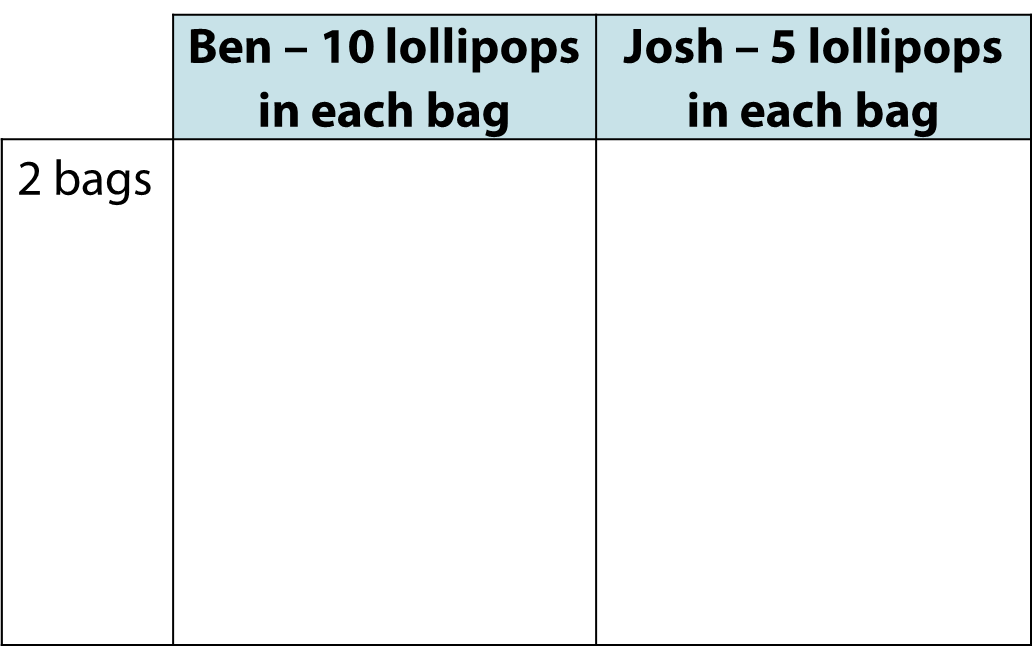 Ben – 10 lollipops
in each bag
Josh – 5 lollipops
in each bag
2 bags